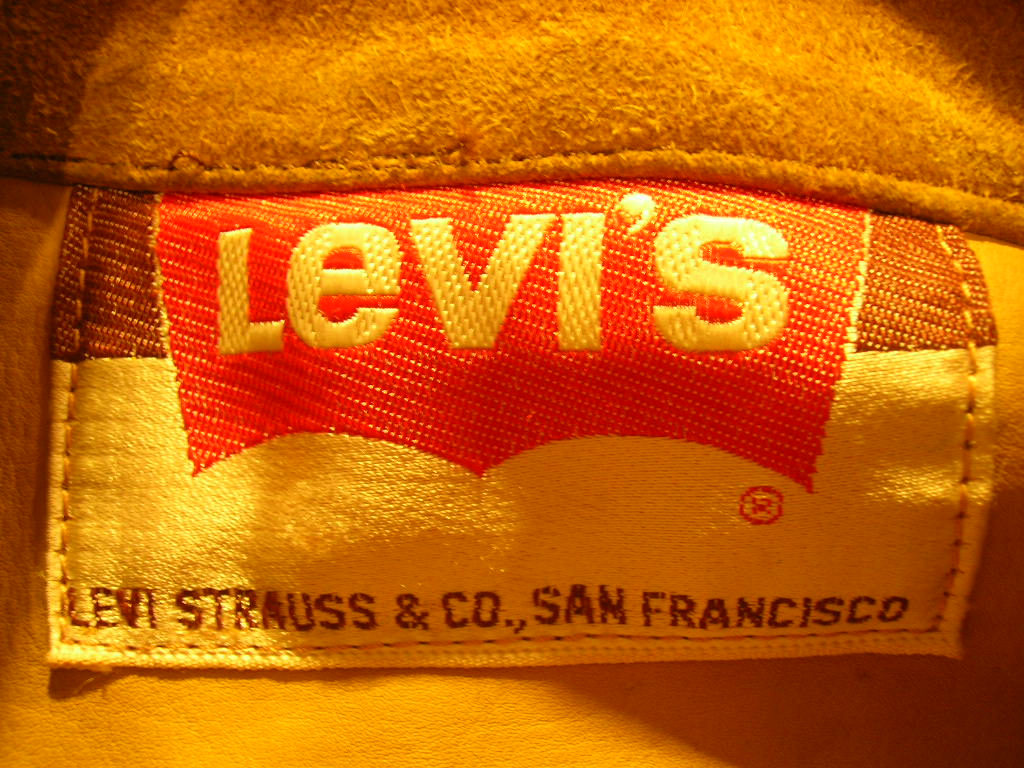 Levi's
®
LEVI STRAUSS & CO., SAN FRANCISCO